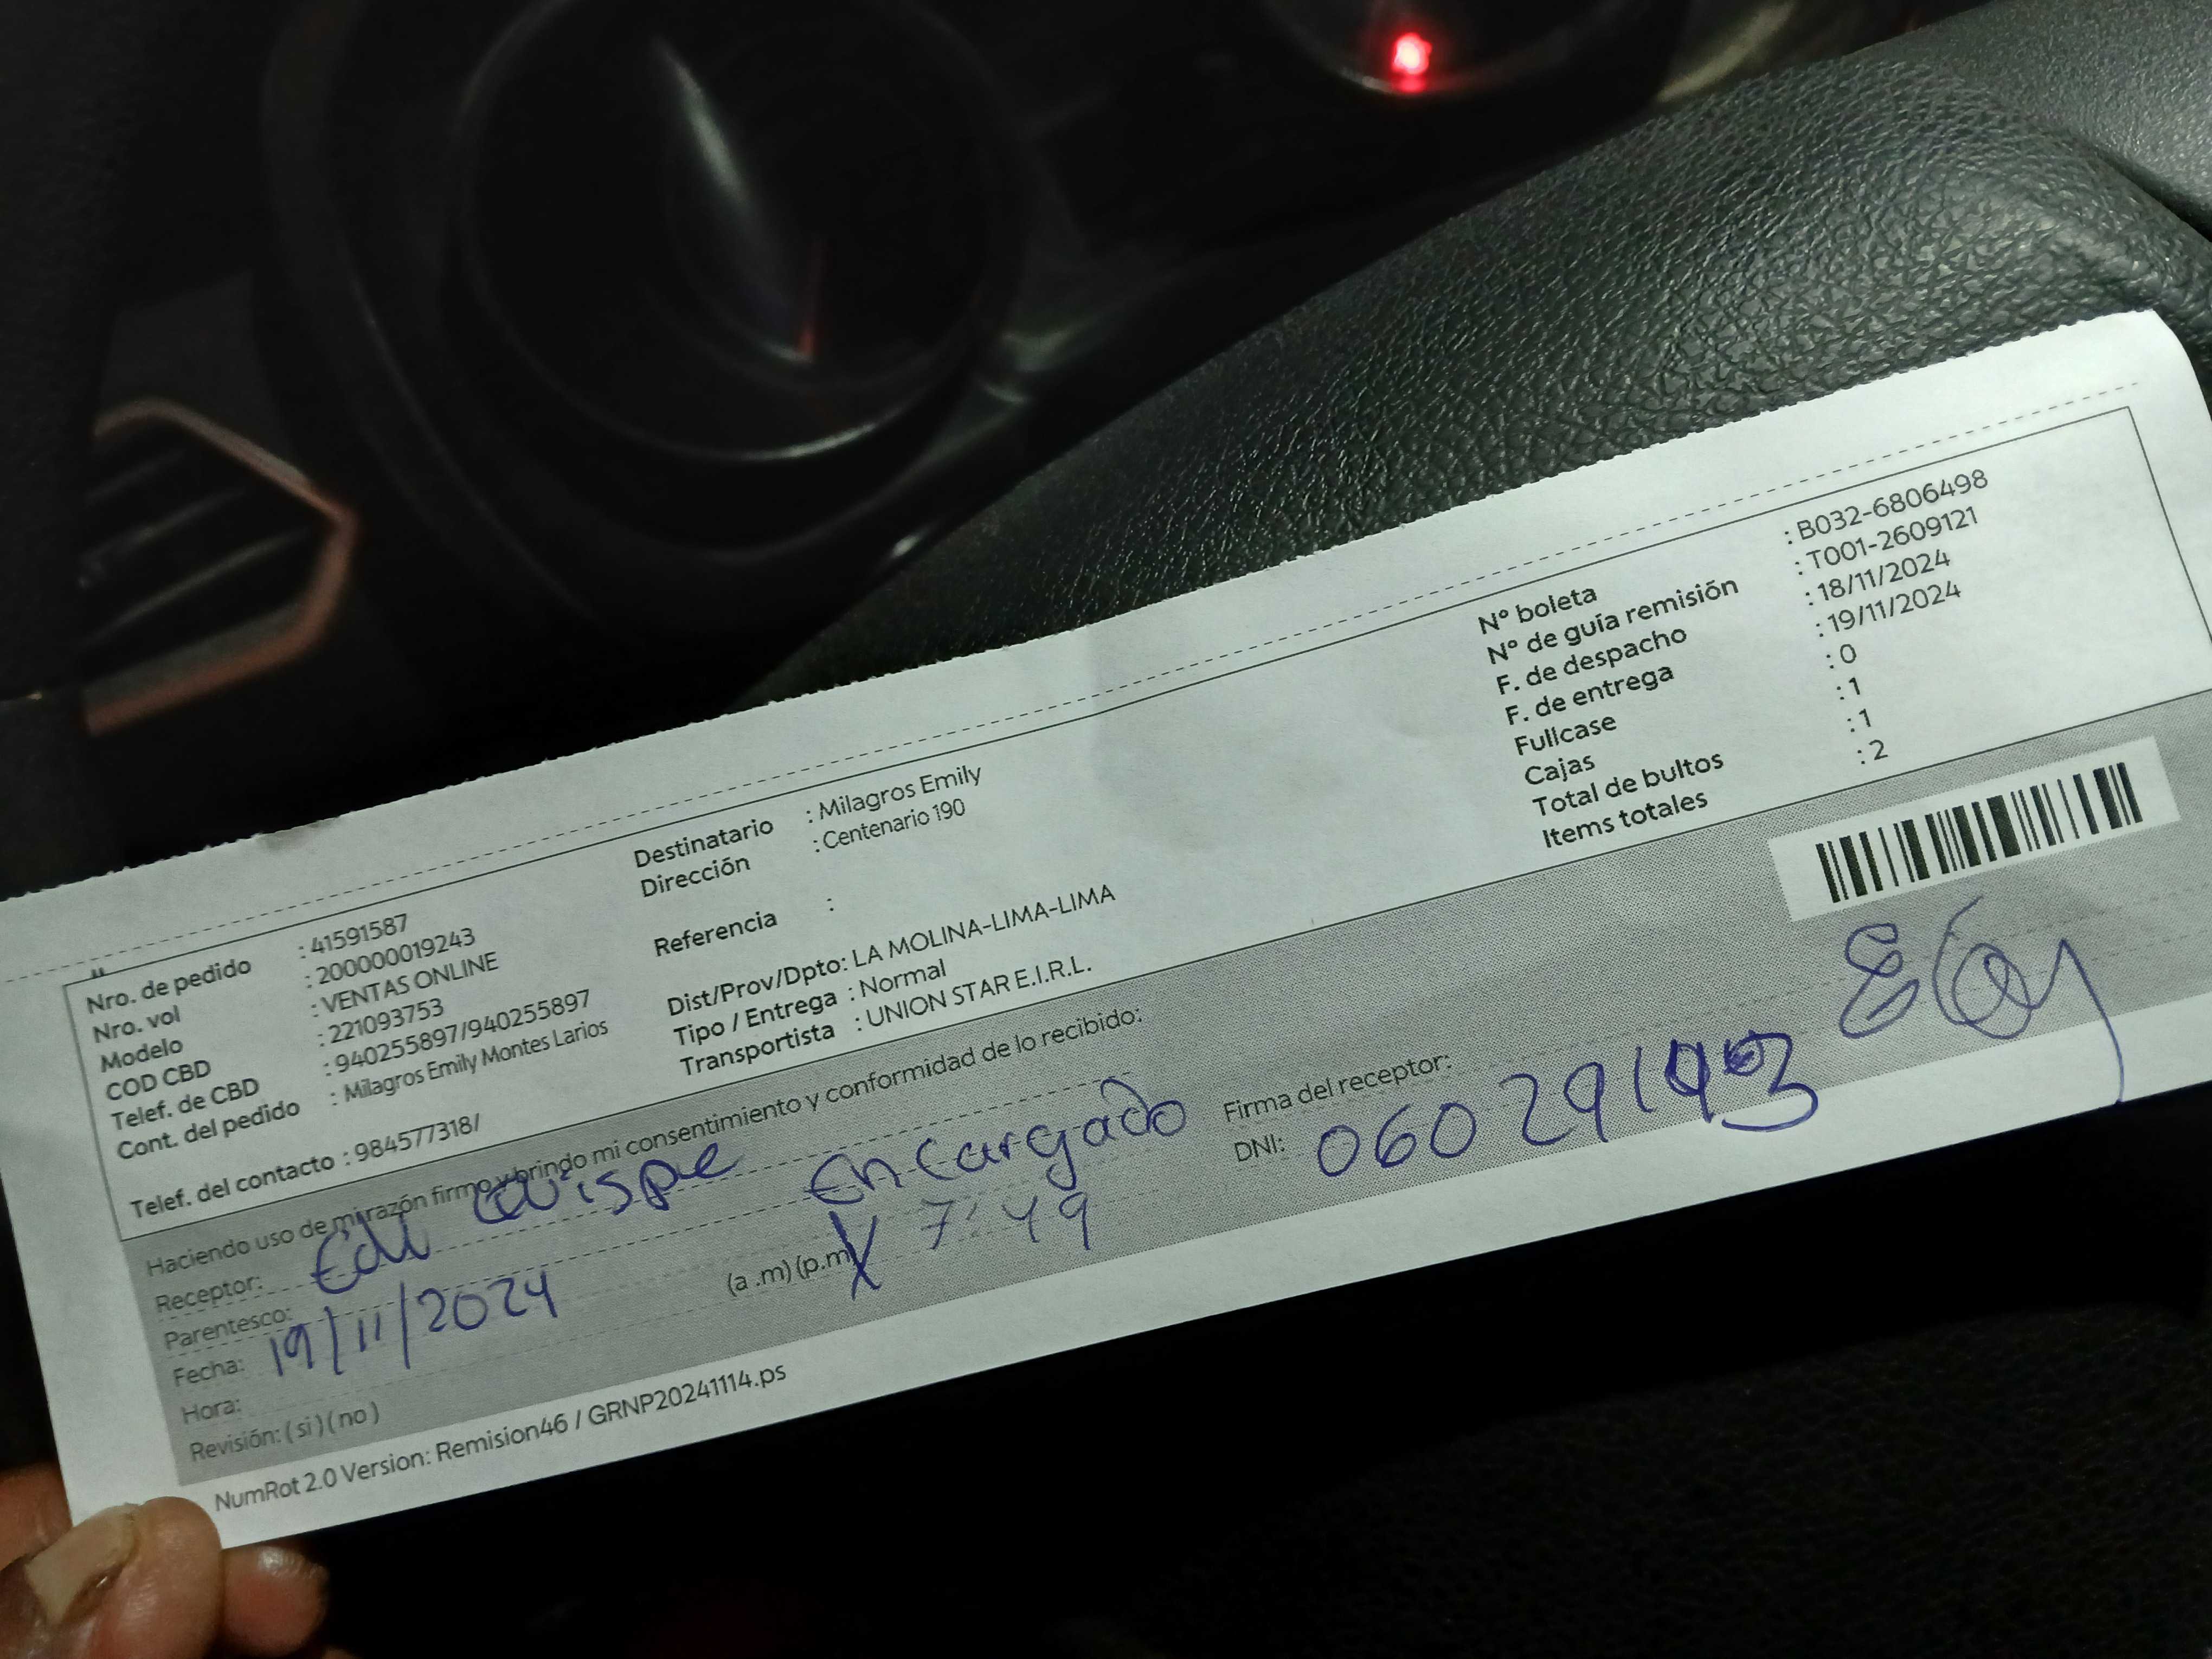 Nro. de pedido : 41591587
Nro. vol : 200000019243
Modelo : VENTAS ONLINE
COD CBD : 221093753
Telef. de CBD : 940255897/940255897
Cont. del pedido : Milagros Emily Montes Larios
Telef. del contacto : 984577318/
Destinatario : Milagros Emily
Dirección : Centenario 190
Referencia :
Dist/Prov/Dpto: LA MOLINA-LIMA-LIMA
Tipo / Entrega : Normal
Transportista : UNION STAR E.I.R.L.
N° boleta : B032-6806498
N° de guía remisión : T001-2609121
F. de despacho : 18/11/2024
F. de entrega : 19/11/2024
Fullcase : 0
Cajas : 1
Total de bultos : 1
Items totales : 2
Haciendo uso de mi razón firmo y brindo mi consentimiento y conformidad de lo recibido:
Receptor: Edi Quispe encargado
Parentesco:
Fecha: 19/11/2024
Hora: (a .m) (p.m) 7:49
Revisión: ( si ) ( no )
Firma del receptor:
DNI:
NumRot 2.0 Version: Remision46 / GRNP20241114.ps